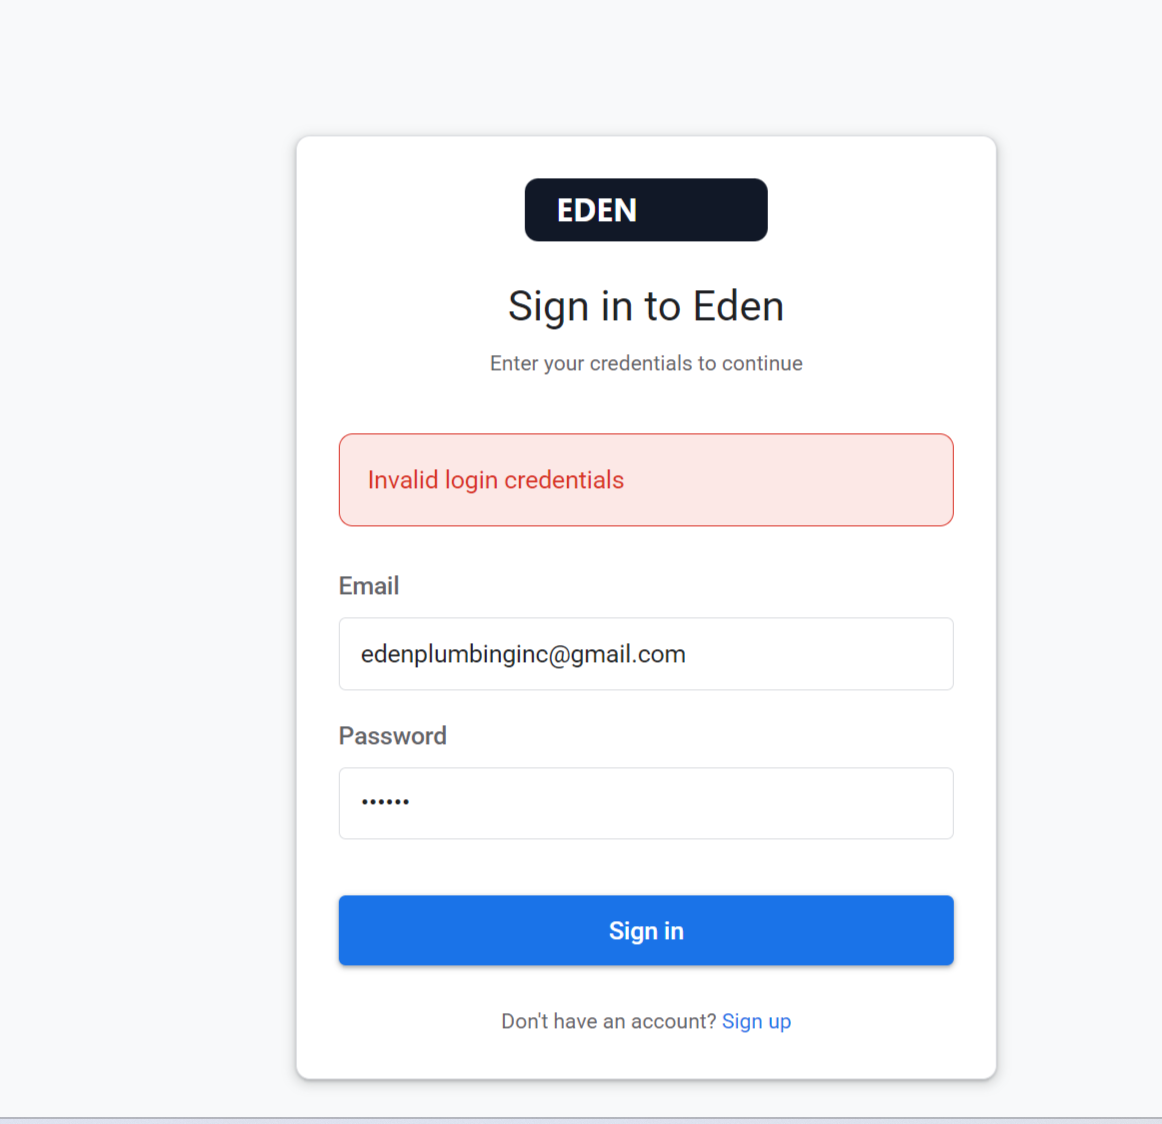 EDEN
Sign in to Eden
Enter your credentials to continue
Invalid login credentials
Email
edenplumbinginc@gmail.com
Password
••••••
Sign in
Don't have an account? Sign up